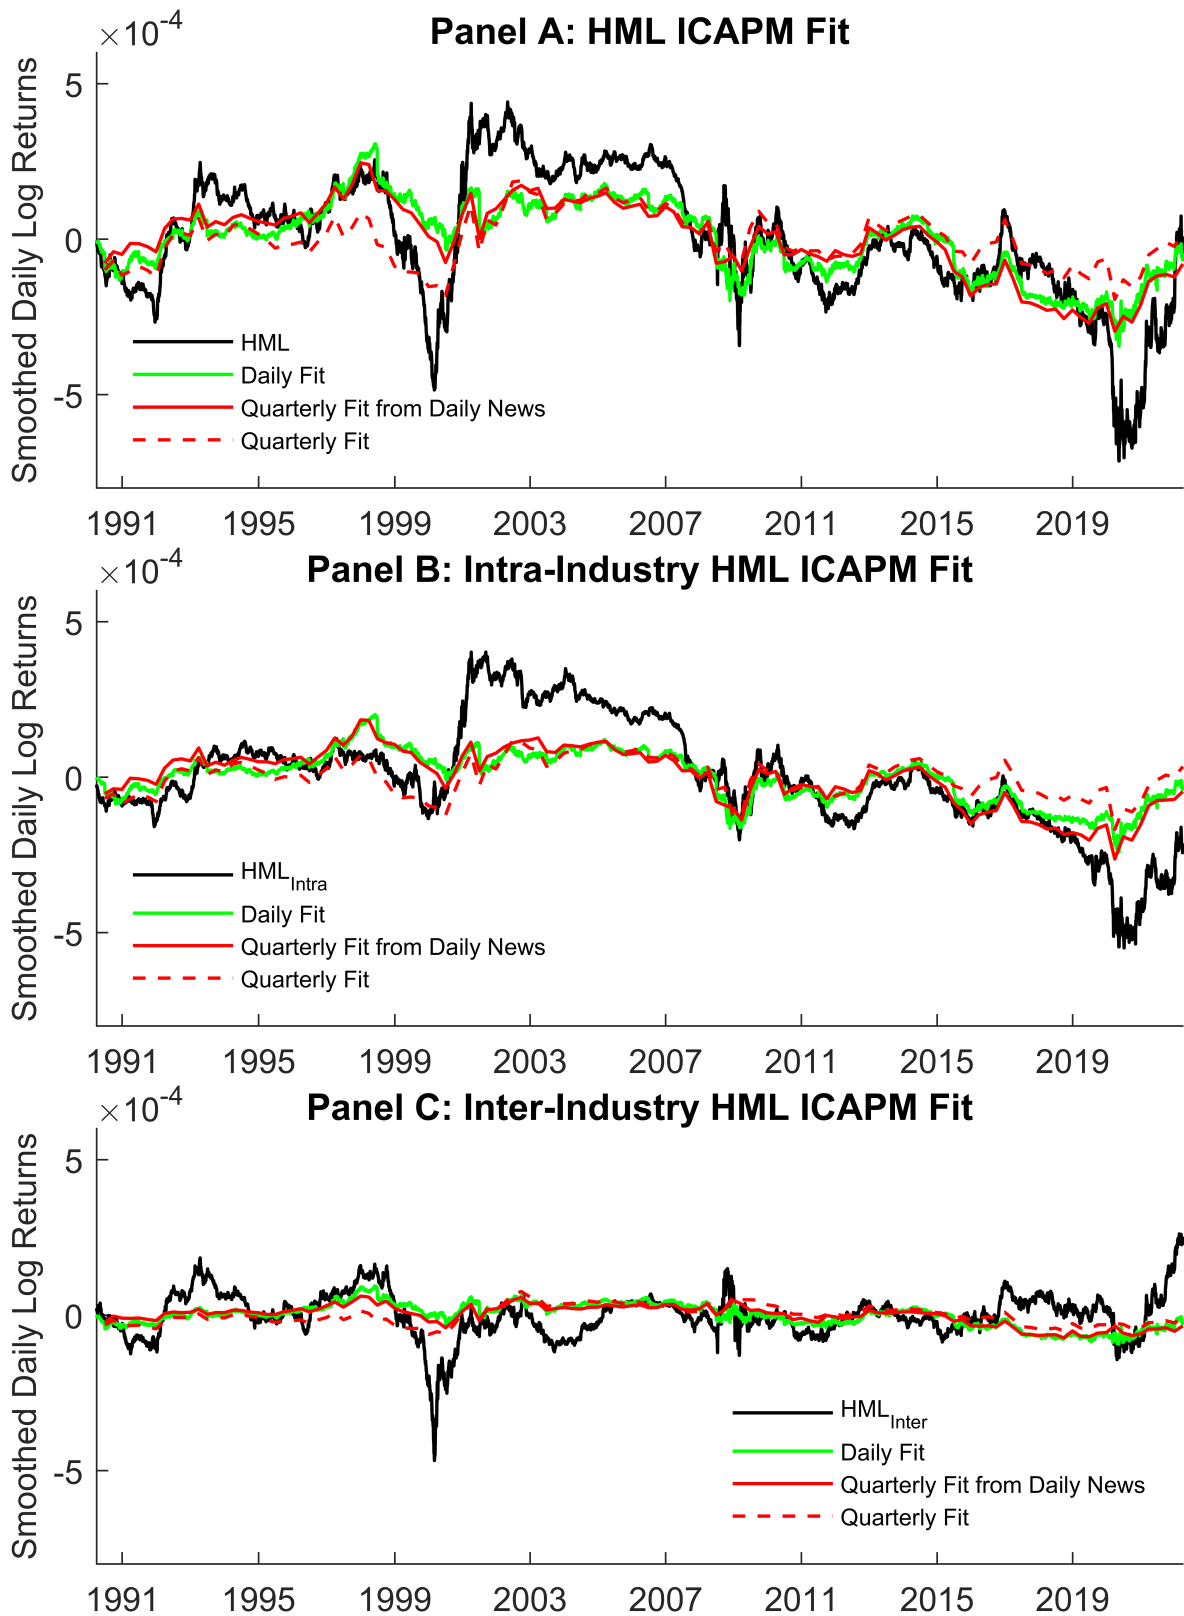 ×10-4
Panel A: HML ICAPM Fit
Smoothed Daily Log Returns
5
0
-5
HML
Daily Fit
Quarterly Fit from Daily News
Quarterly Fit
1991 1995 1999 2003 2007 2011 2015 2019
×10-4
Panel B: Intra-Industry HML ICAPM Fit
Smoothed Daily Log Returns
5
0
-5
HMLIntra
Daily Fit
Quarterly Fit from Daily News
Quarterly Fit
1991 1995 1999 2003 2007 2011 2015 2019
×10-4
Panel C: Inter-Industry HML ICAPM Fit
Smoothed Daily Log Returns
5
0
-5
HMLInter
Daily Fit
Quarterly Fit from Daily News
Quarterly Fit
1991 1995 1999 2003 2007 2011 2015 2019